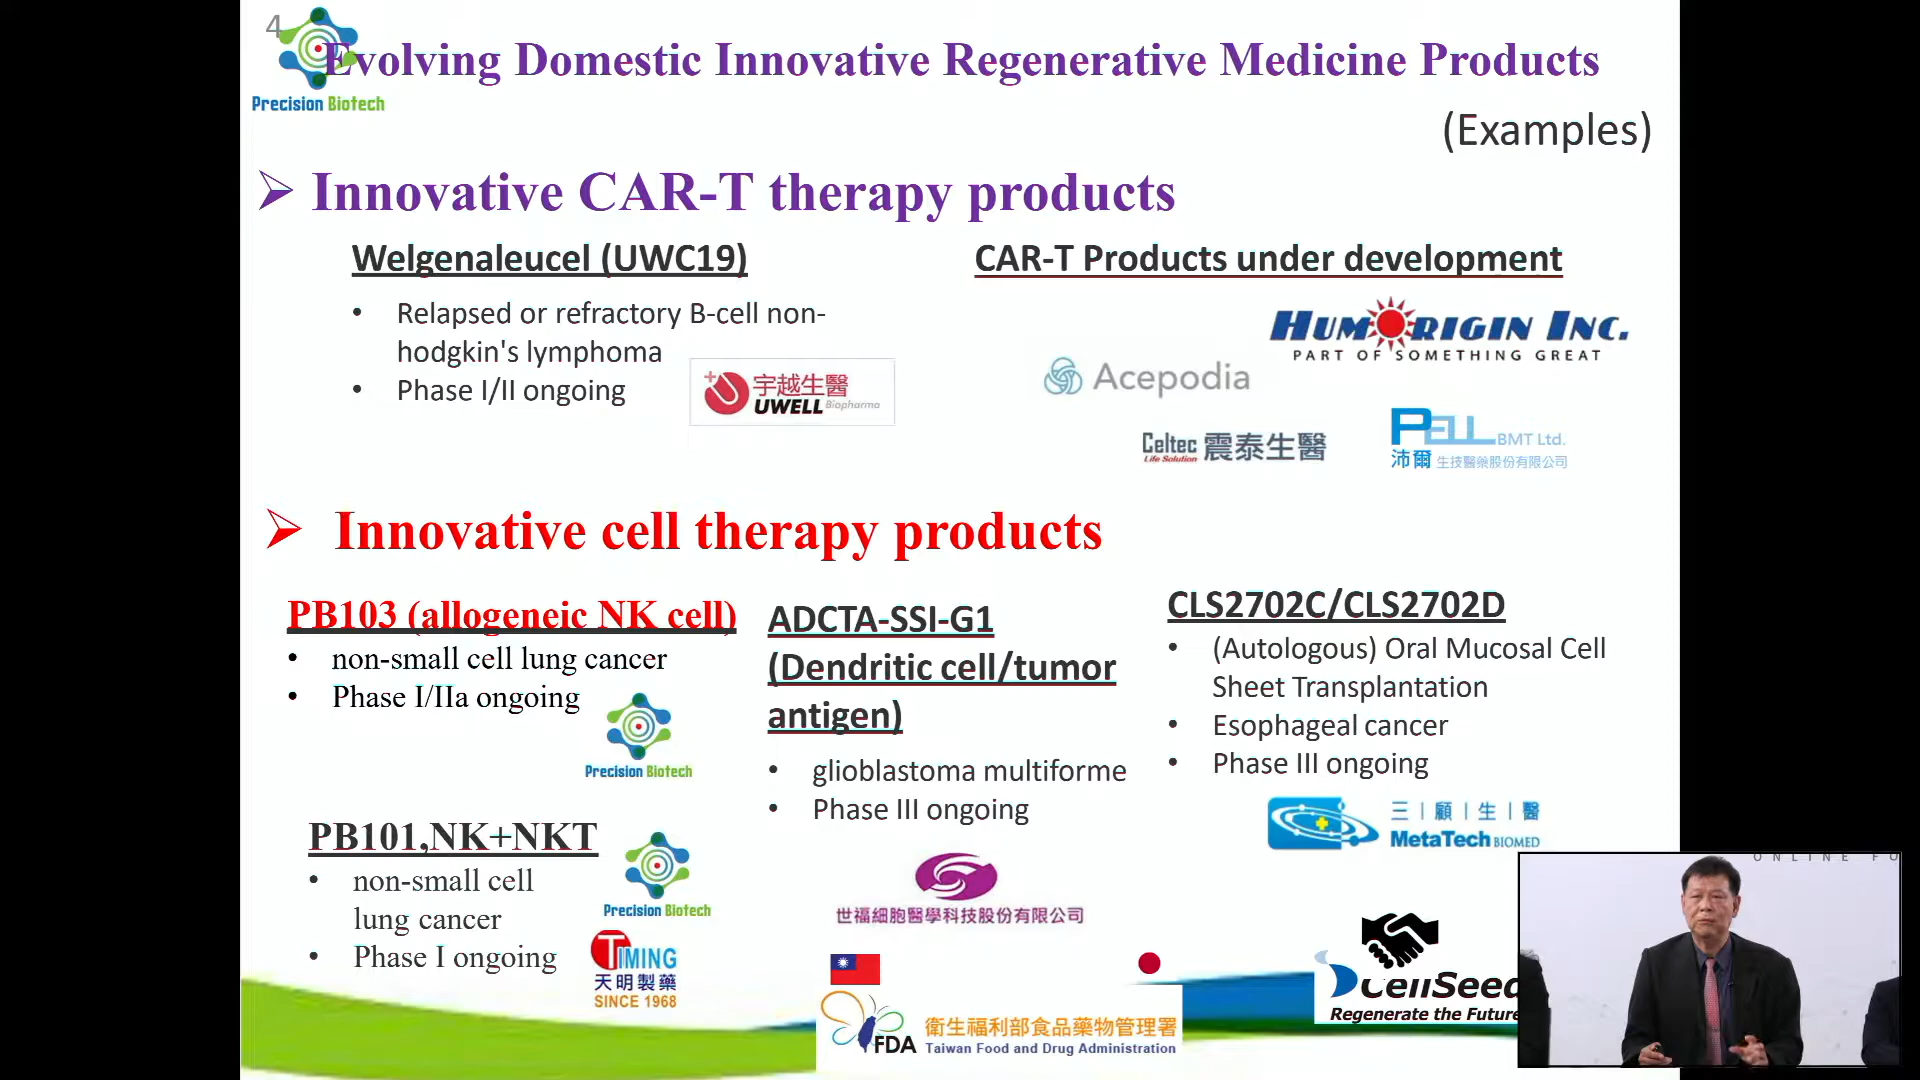 4
Precision Biotech
Evolving Domestic Innovative Regenerative Medicine Products
(Examples)
Innovative CAR-T therapy products
Welgenaleucel (UWC19)
• Relapsed or refractory B-cell non-
hodgkin's lymphoma
• Phase I/II ongoing
宇越生醫
UWELL Biopharma
CAR-T Products under development
HUMORIGIN INC.
PART OF SOMETHING GREAT
Acepodia
Celtec 震泰生醫
Life Solution
PELL BMT Ltd.
沛爾 生技醫藥股份有限公司
Innovative cell therapy products
PB103 (allogeneic NK cell)
• non-small cell lung cancer
• Phase I/IIa ongoing
Precision Biotech
PB101,NK+NKT
• non-small cell
lung cancer
• Phase I ongoing
Precision Biotech
TIMING
天明製藥
SINCE 1968
ADCTA-SSI-G1
(Dendritic cell/tumor
antigen)
• glioblastoma multiforme
• Phase III ongoing
世福細胞醫學科技股份有限公司
FDA 衛生福利部食品藥物管理署
Taiwan Food and Drug Administration
CLS2702C/CLS2702D
• (Autologous) Oral Mucosal Cell
Sheet Transplantation
• Esophageal cancer
• Phase III ongoing
三|顧|生|醫
MetaTech BIOMED
CellSeed
Regenerate the Future
ONLINE FO